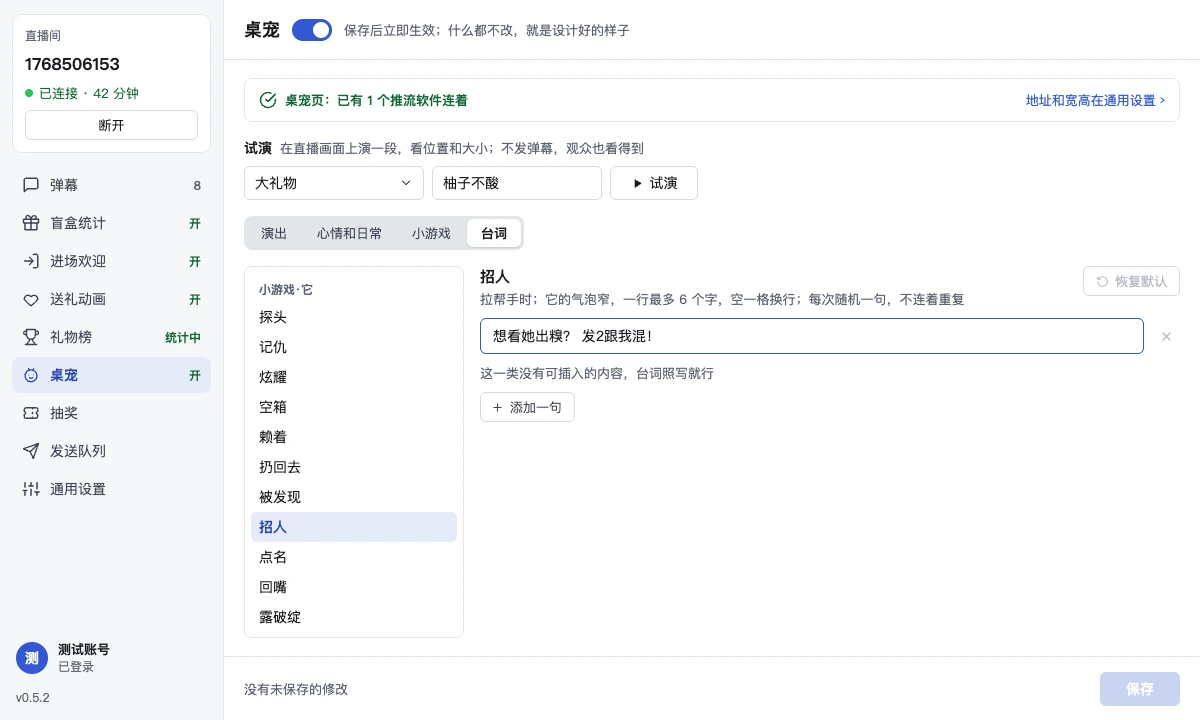 直播间
1768506153
已连接 · 42 分钟
断开
弹幕 8
盲盒统计 开
进场欢迎 开
送礼动画 开
礼物榜 统计中
桌宠 开
抽奖
发送队列
通用设置
测 测试账号
已登录
v0.5.2
桌宠 保存后立即生效；什么都不改，就是设计好的样子
桌宠页：已有 1 个推流软件连着 地址和宽高在通用设置 ›
试演 在直播画面上演一段，看位置和大小；不发弹幕，观众也看得到
大礼物 柚子不酸 试演
演出 心情和日常 小游戏 台词
小游戏·它
探头
记仇
炫耀
空箱
赖着
扔回去
被发现
招人
点名
回嘴
露破绽
招人 恢复默认
拉帮手时；它的气泡窄，一行最多 6 个字，空一格换行；每次随机一句，不连着重复
想看她出糗？ 发2跟我混！
这一类没有可插入的内容，台词照写就行
+ 添加一句
没有未保存的修改 保存